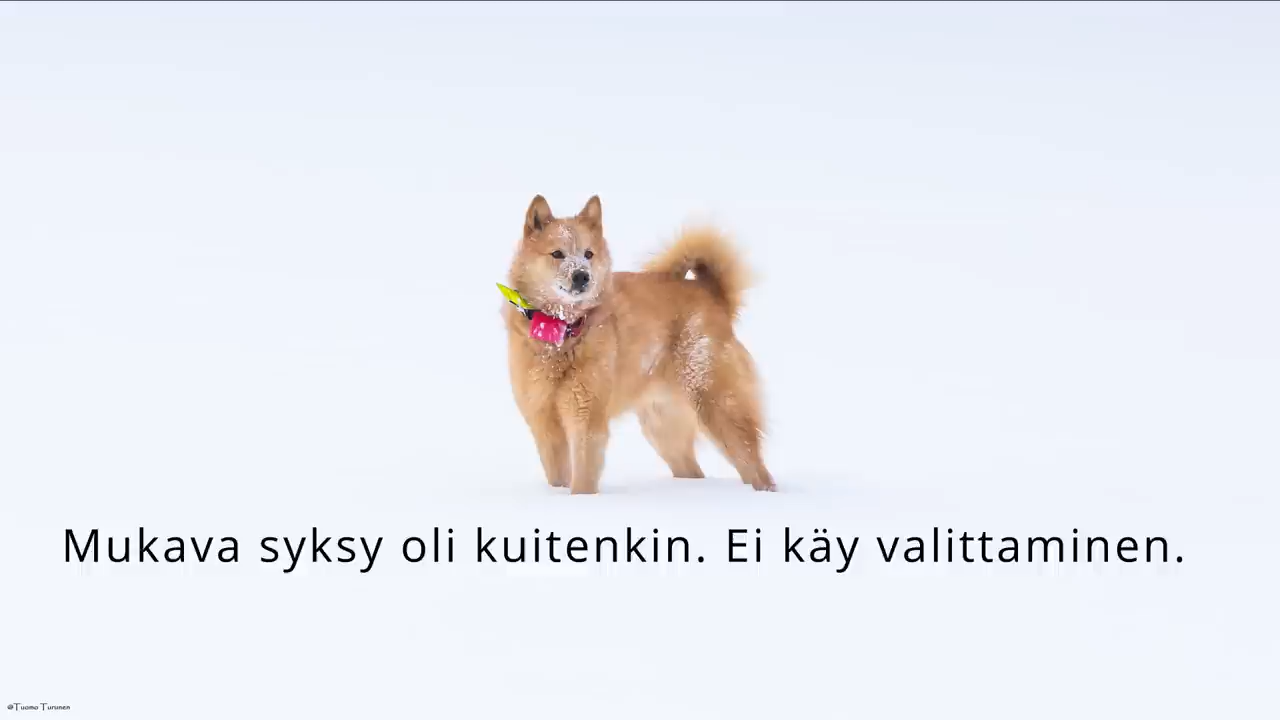 Mukava syksy oli kuitenkin. Ei käy valittaminen.
@Tuomo Turunen